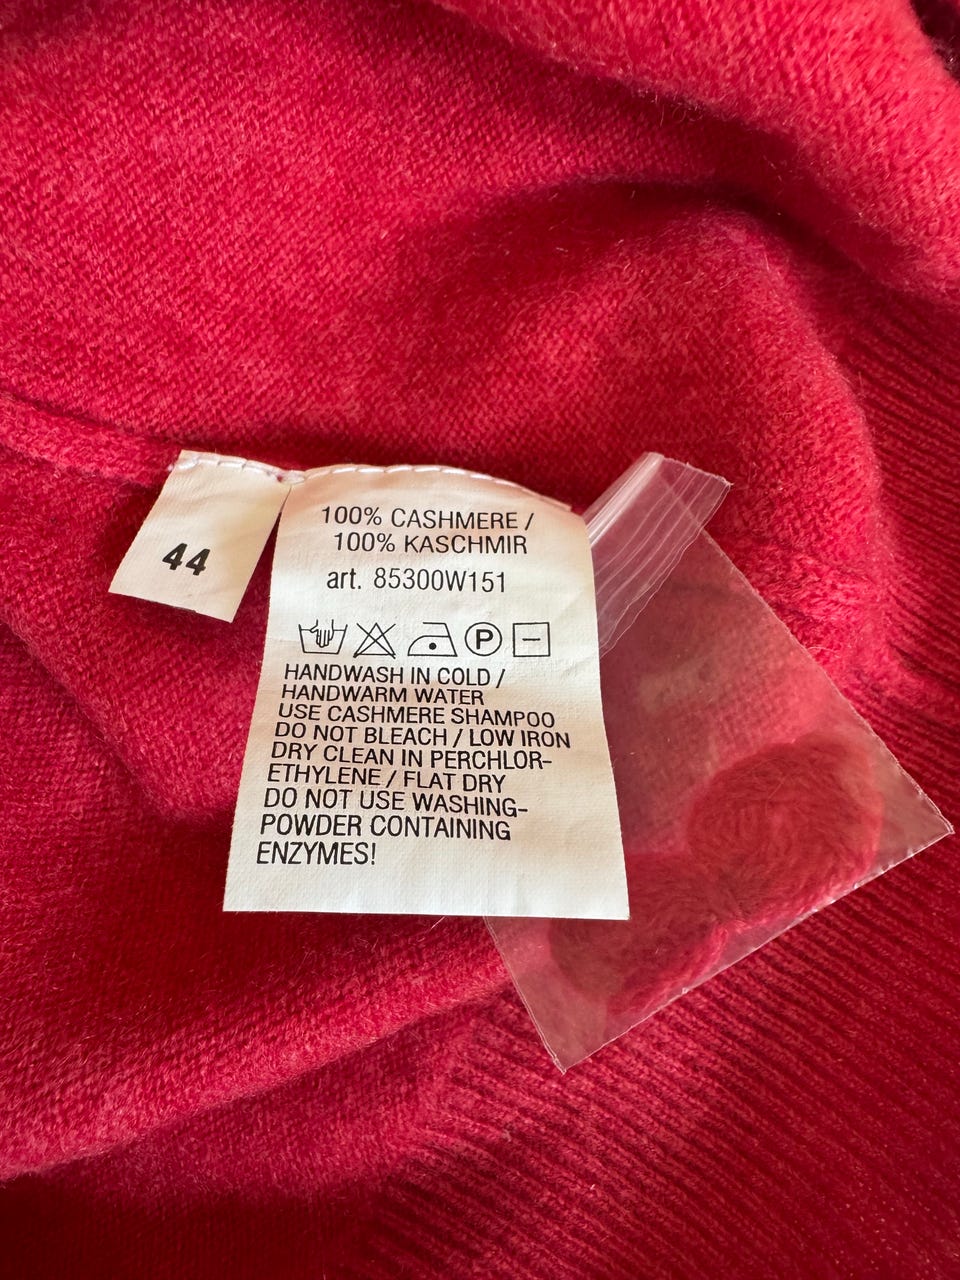 44
100% CASHMERE /
100% KASCHMIR
art. 85300W151
P
HANDWASH IN COLD /
HANDWARM WATER
USE CASHMERE SHAMPOO
DO NOT BLEACH / LOW IRON
DRY CLEAN IN PERCHLOR-
ETHYLENE / FLAT DRY
DO NOT USE WASHING-
POWDER CONTAINING
ENZYMES!